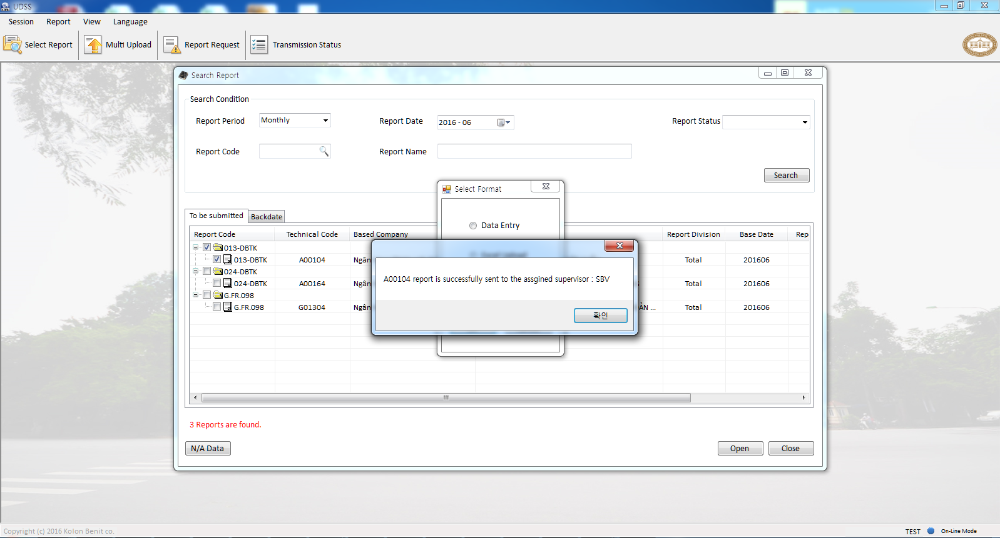 UDSS
Session Report View Language
Select Report Multi Upload Report Request Transmission Status
Search Report
Search Condition
Report Period Monthly Report Date 2016 - 06 Report Status
Report Code Report Name
Search
Select Format
Data Entry
To be submitted Backdate
Report Code Technical Code Based Company Report Division Base Date Repo
013-DBTK
013-DBTK A00104 Ngân Total 201606
024-DBTK
024-DBTK A00164 Ngân Total 201606
G.FR.098
G.FR.098 G01304 Ngân ẢN ... Total 201606
A00104 report is successfully sent to the assgined supervisor : SBV
확인
3 Reports are found.
N/A Data Open Close
Copyright (c) 2016 Kolon Benit co. TEST On-Line Mode